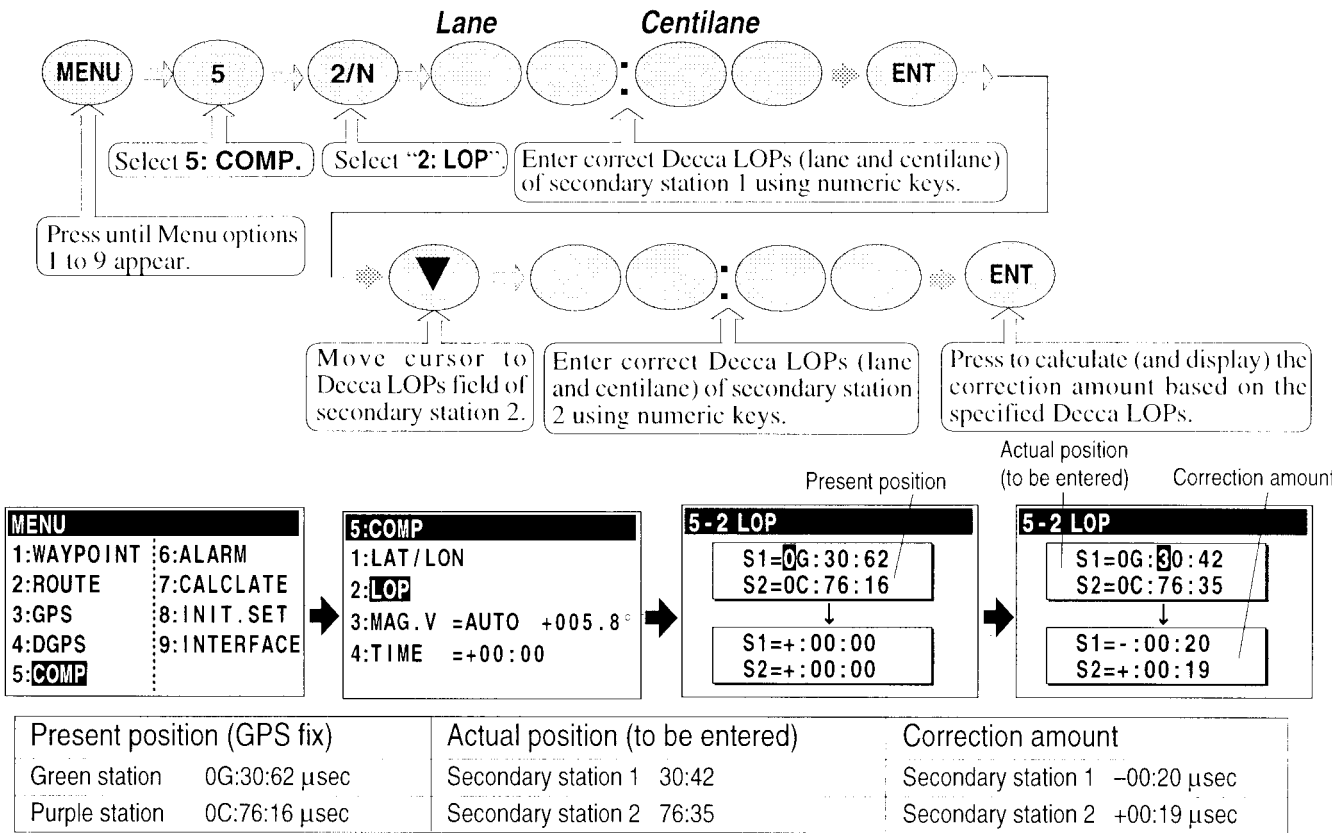 Lane Centilane
MENU 5 2/N : ENT
Select 5: COMP.
Select “2: LOP”.
Enter correct Decca LOPs (lane and centilane)
of secondary station 1 using numeric keys.
Press until Menu options
1 to 9 appear.
▼ : ENT
Move cursor to
Decca LOPs field of
secondary station 2.
Enter correct Decca LOPs (lane
and centilane) of secondary station
2 using numeric keys.
Press to calculate (and display) the
correction amount based on the
specified Decca LOPs.
Present position
Actual position
(to be entered)
Correction amount
MENU
1:WAYPOINT 6:ALARM
2:ROUTE 7:CALCLATE
3:GPS 8:INIT.SET
4:DGPS 9:INTERFACE
5:COMP
5:COMP
1:LAT/LON
2:LOP
3:MAG.V =AUTO +005.8°
4:TIME =+00:00
5-2 LOP
S1=0G:30:62
S2=0C:76:16
↓
S1=+:00:00
S2=+:00:00
5-2 LOP
S1=0G:30:42
S2=0C:76:35
↓
S1=-:00:20
S2=+:00:19
Present position (GPS fix) Actual position (to be entered) Correction amount
Green station 0G:30:62 µsec Secondary station 1 30:42 Secondary station 1 –00:20 µsec
Purple station 0C:76:16 µsec Secondary station 2 76:35 Secondary station 2 +00:19 µsec